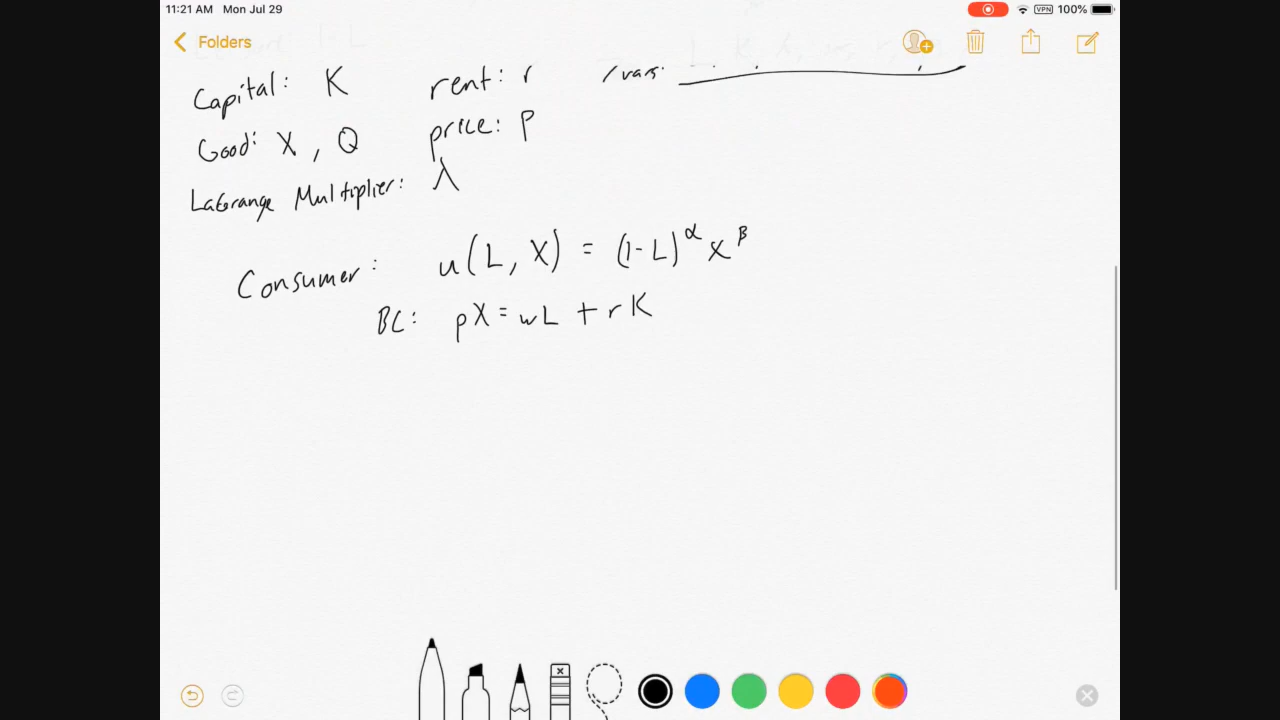 11:21 AM Mon Jul 29 VPN 100%
Folders
Capital: K rent: r
Good: X, Q price: P
LaGrange Multiplier: λ
Consumer: u(L, X) = (1-L)^α X^β
BC: pX = wL + rK